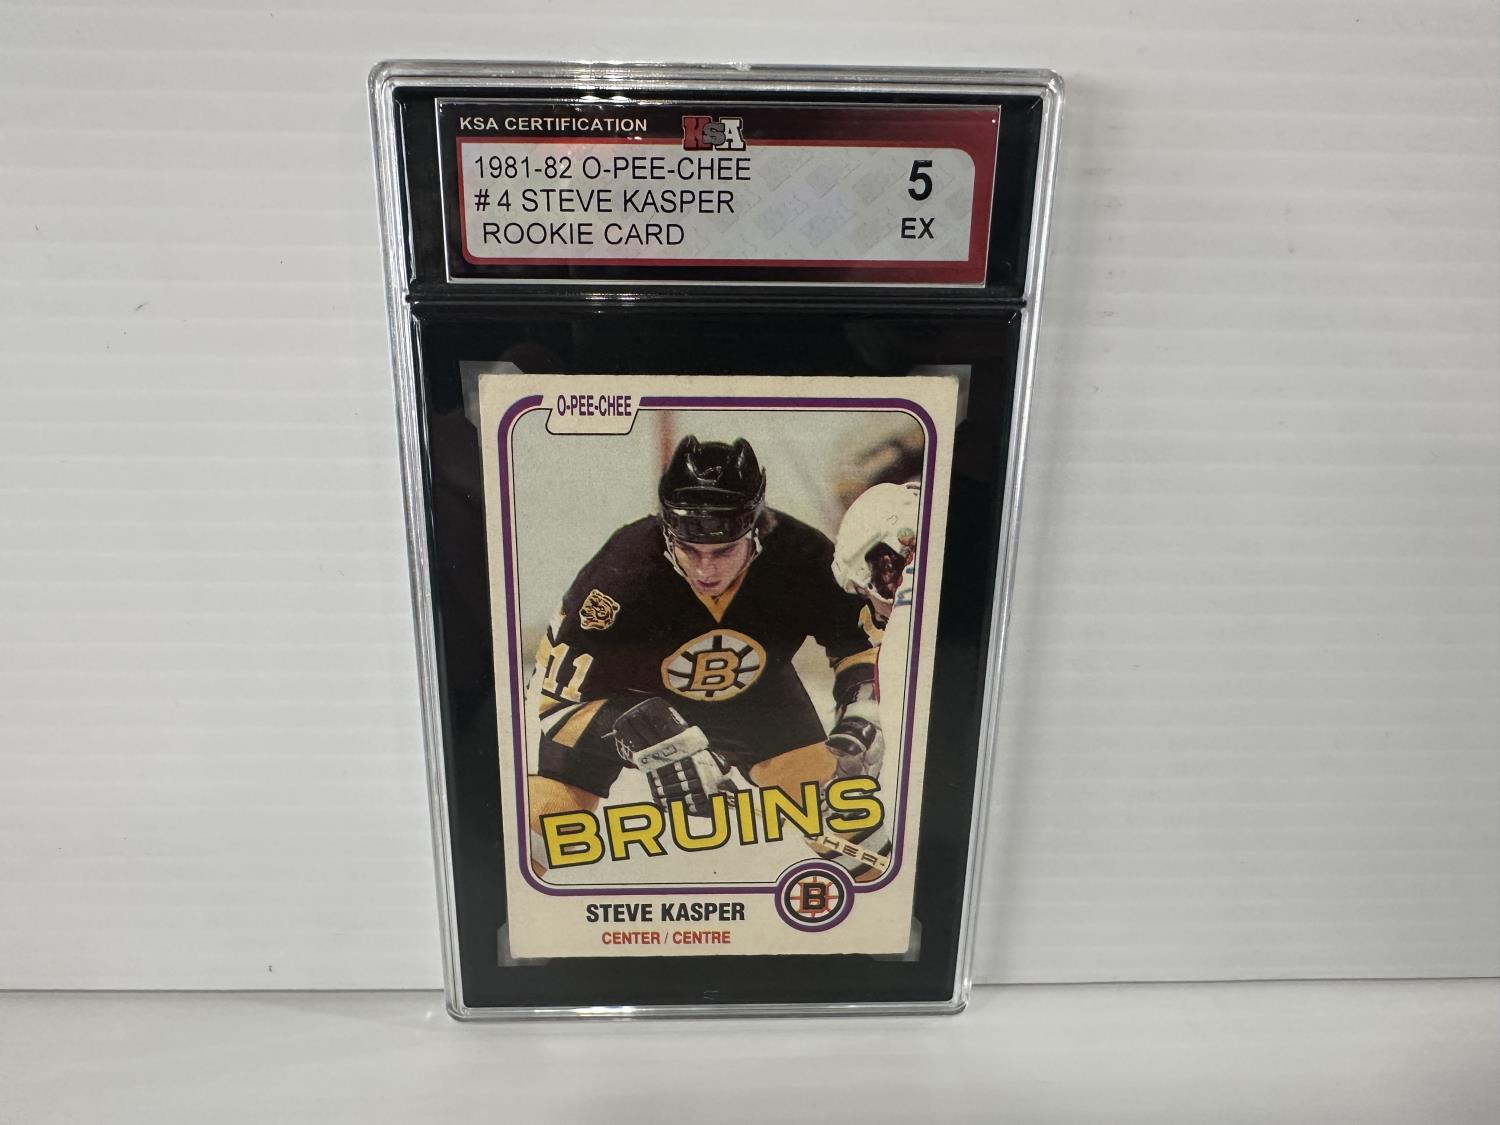 KSA CERTIFICATION KSA
1981-82 O-PEE-CHEE
# 4 STEVE KASPER
ROOKIE CARD
5
EX
O-PEE-CHEE
11
B
BRUINS
B
STEVE KASPER
CENTER / CENTRE